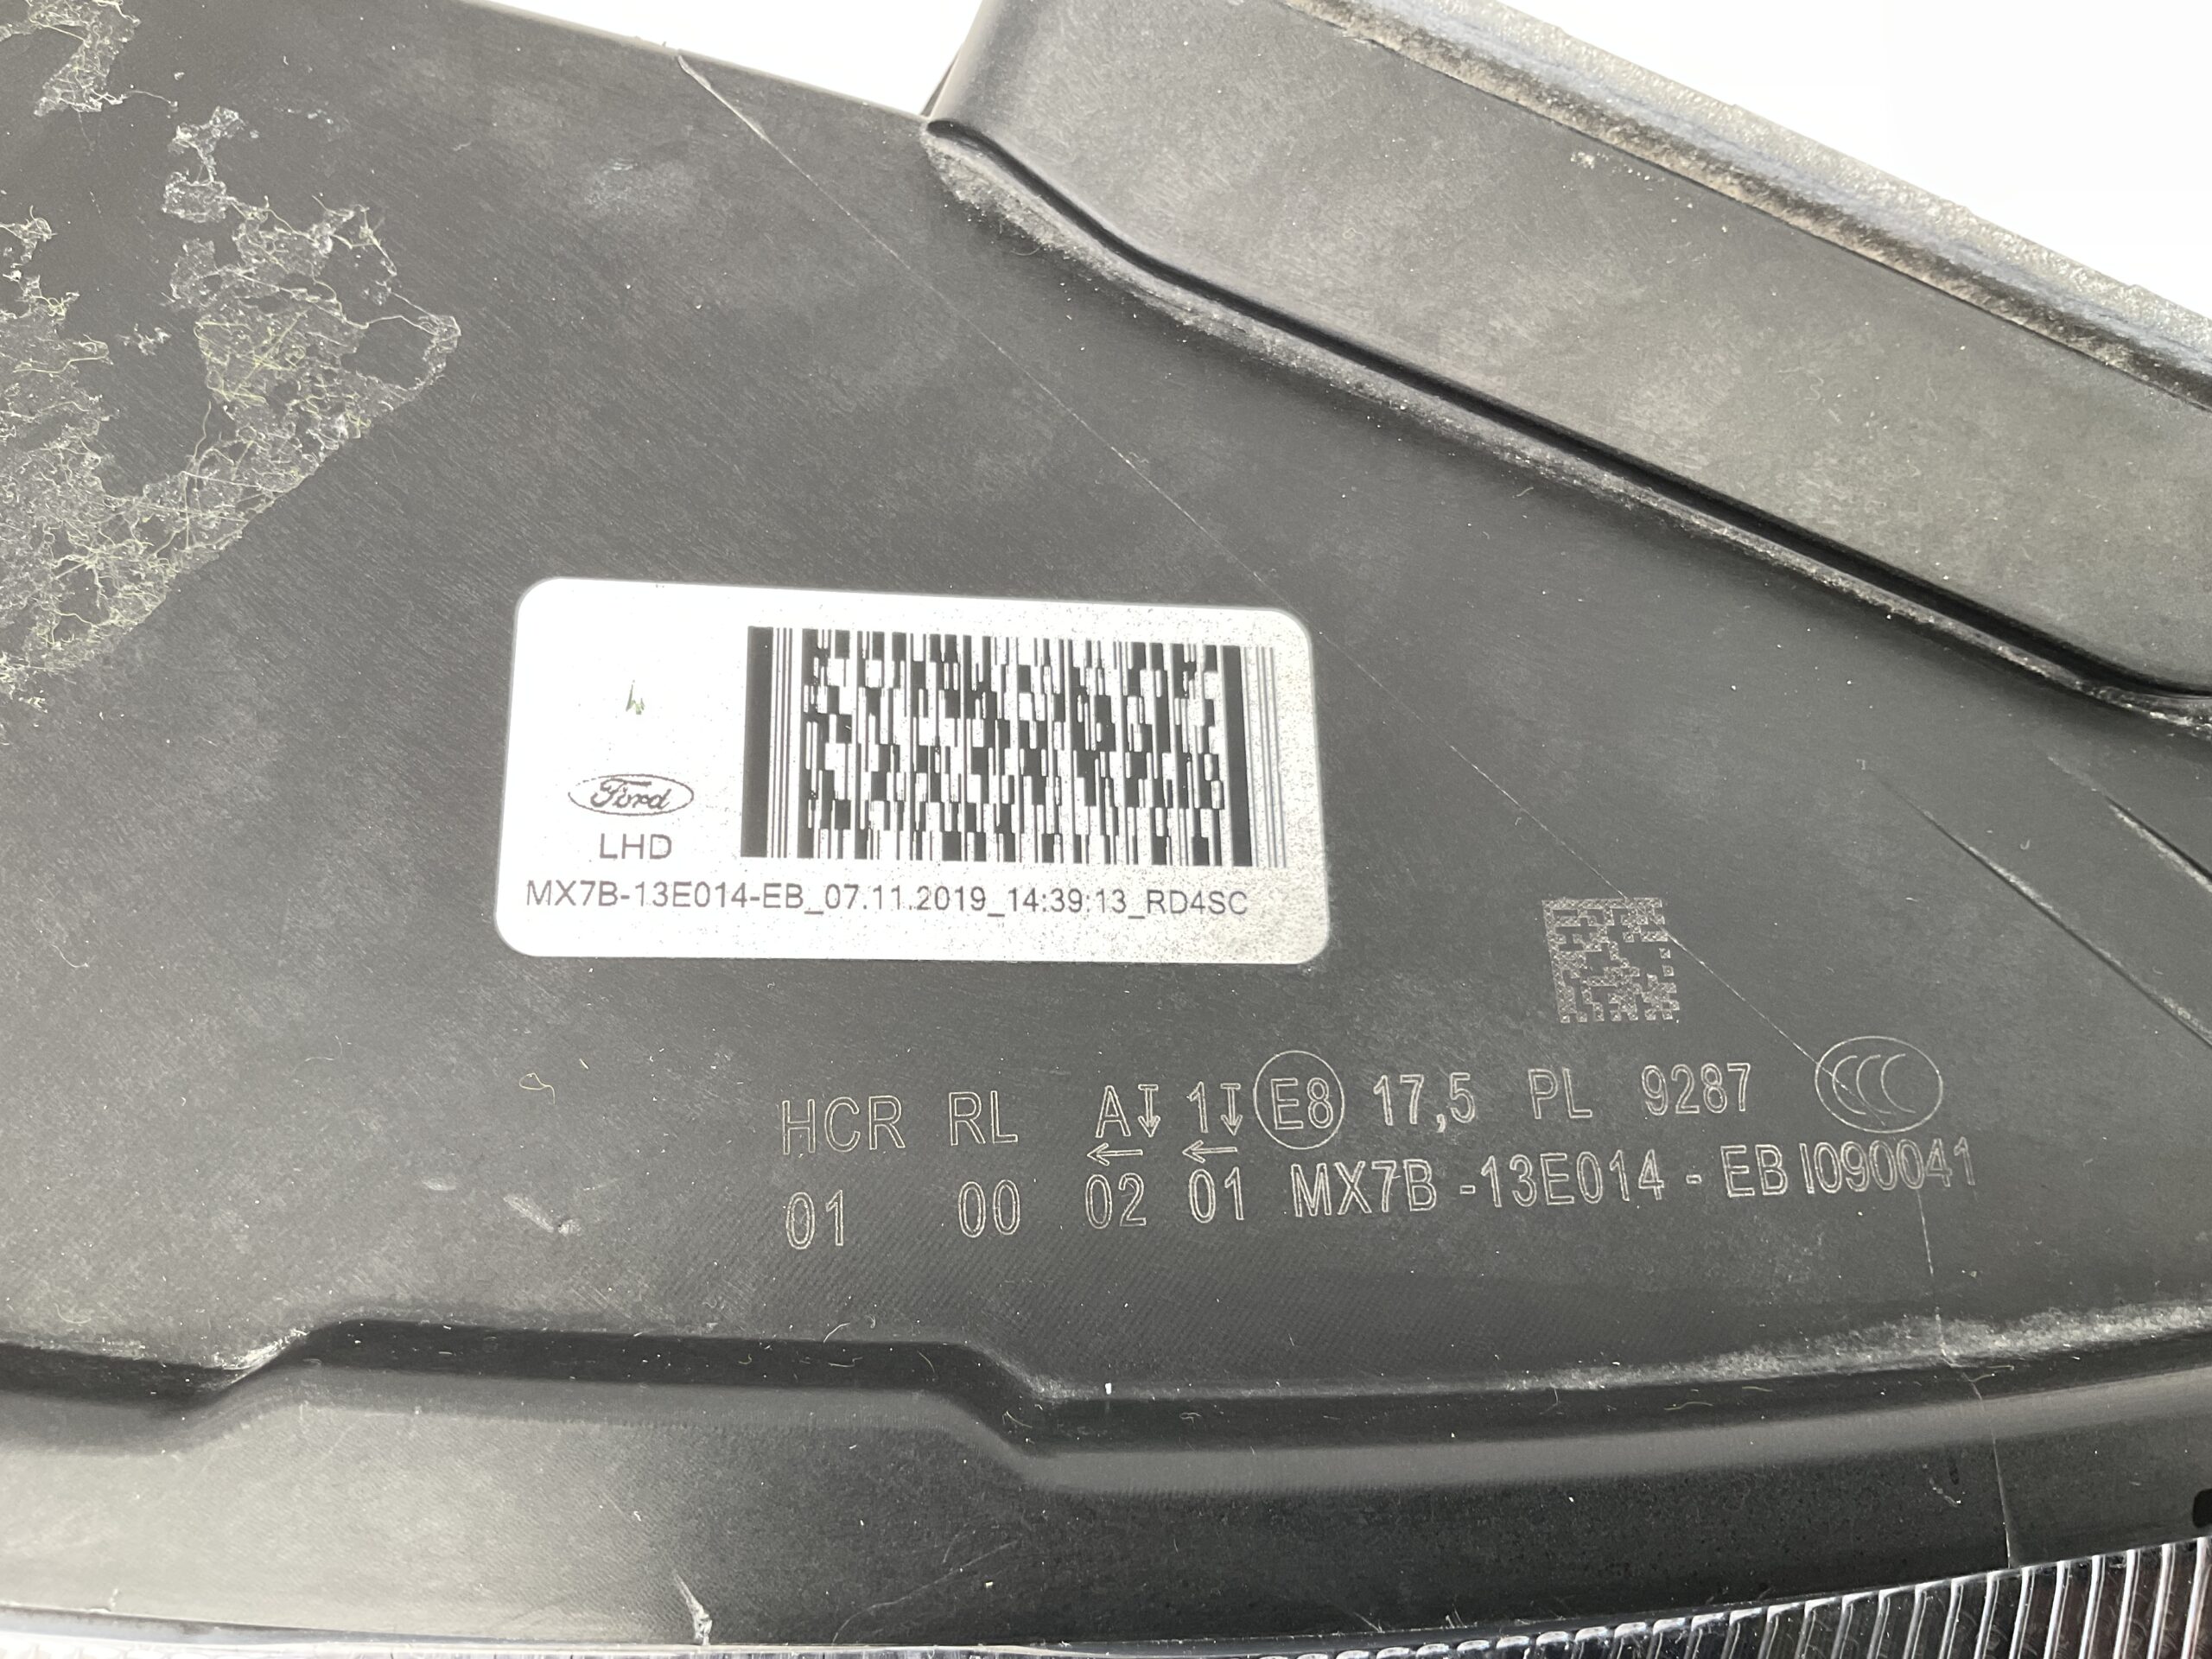 Ford
LHD
MX7B-13E014-EB_07.11.2019_14:39:13_RD4SC
HCR RL A 1 E8 17,5 PL 9287 CCC
01 00 02 01 MX7B -13E014 - EB I090041